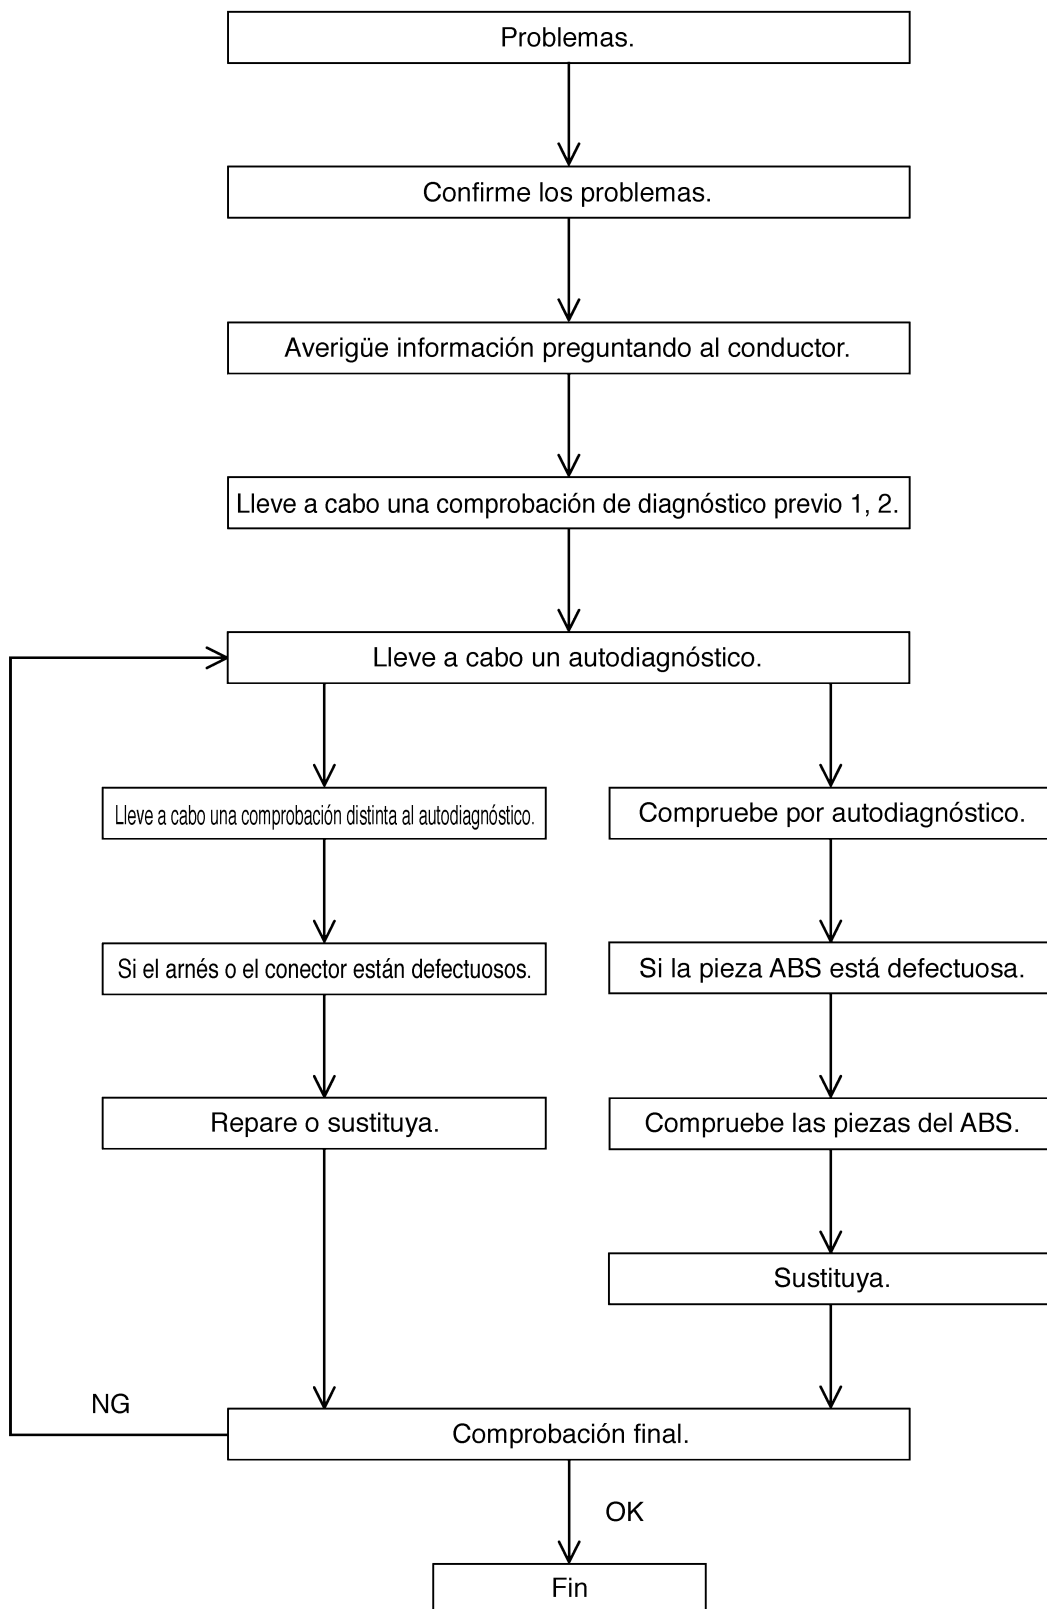 Problemas.
Confirme los problemas.
Averigüe información preguntando al conductor.
Lleve a cabo una comprobación de diagnóstico previo 1, 2.
Lleve a cabo un autodiagnóstico.
Lleve a cabo una comprobación distinta al autodiagnóstico.
Compruebe por autodiagnóstico.
Si el arnés o el conector están defectuosos.
Si la pieza ABS está defectuosa.
Repare o sustituya.
Compruebe las piezas del ABS.
Sustituya.
NG
Comprobación final.
OK
Fin